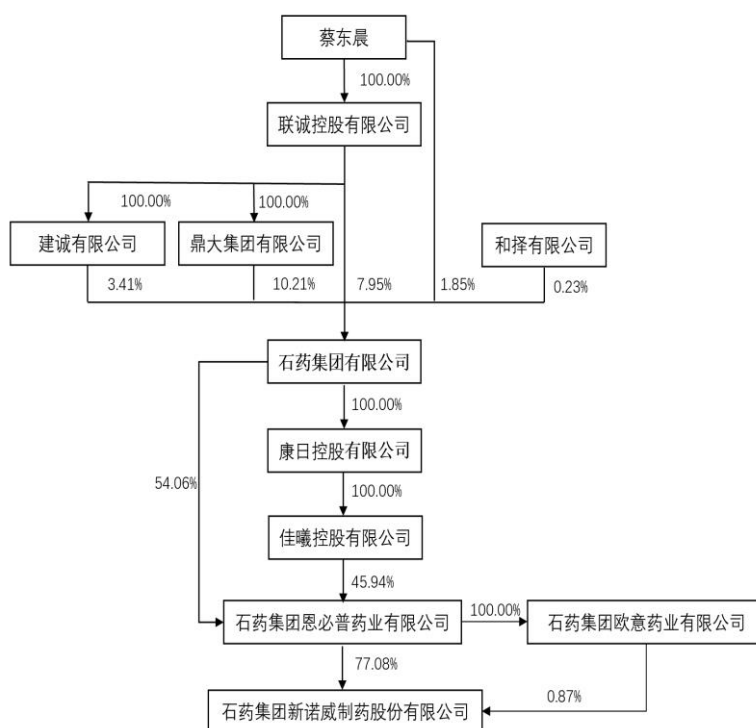 蔡东晨
100.00%
联诚控股有限公司
100.00%
100.00%
建诚有限公司
鼎大集团有限公司
和择有限公司
3.41%
10.21%
7.95%
1.85%
0.23%
石药集团有限公司
100.00%
康日控股有限公司
54.06%
100.00%
佳曦控股有限公司
45.94%
石药集团恩必普药业有限公司
100.00%
石药集团欧意药业有限公司
77.08%
0.87%
石药集团新诺威制药股份有限公司